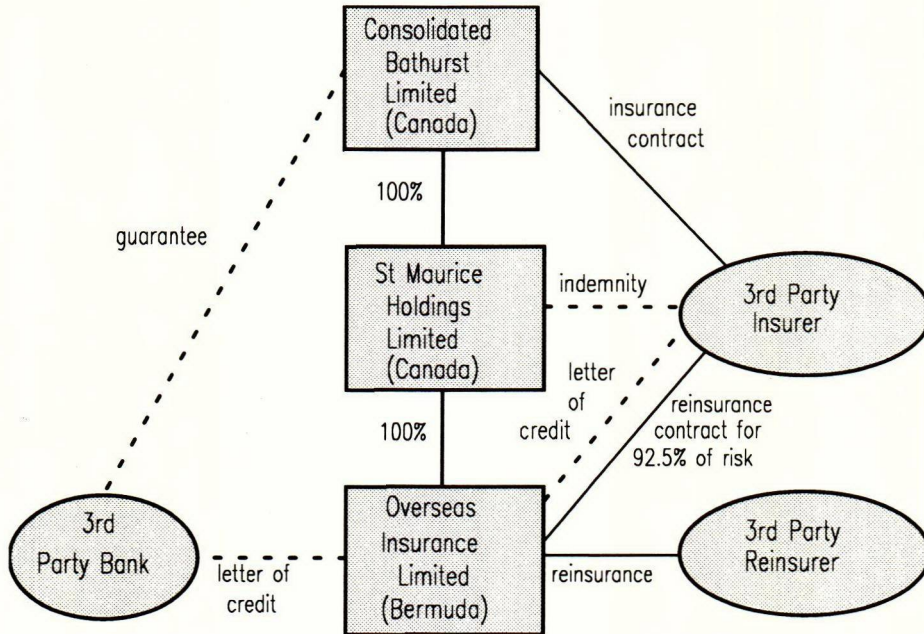 Consolidated
Bathurst
Limited
(Canada)
insurance
contract
100%
guarantee
St Maurice
Holdings
Limited
(Canada)
indemnity
3rd Party
Insurer
letter
of
credit
reinsurance
contract for
92.5% of risk
100%
3rd
Party Bank
letter of
credit
Overseas
Insurance
Limited
(Bermuda)
reinsurance
3rd Party
Reinsurer